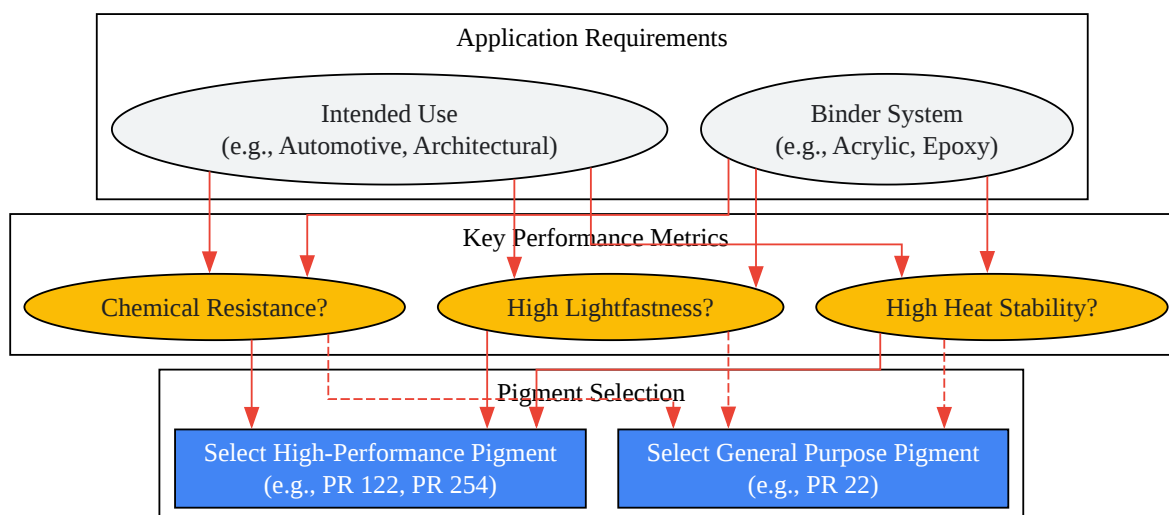 Application Requirements
Intended Use
(e.g., Automotive, Architectural)
Binder System
(e.g., Acrylic, Epoxy)
Key Performance Metrics
Chemical Resistance?
High Lightfastness?
High Heat Stability?
Pigment Selection
Select High-Performance Pigment
(e.g., PR 122, PR 254)
Select General Purpose Pigment
(e.g., PR 22)